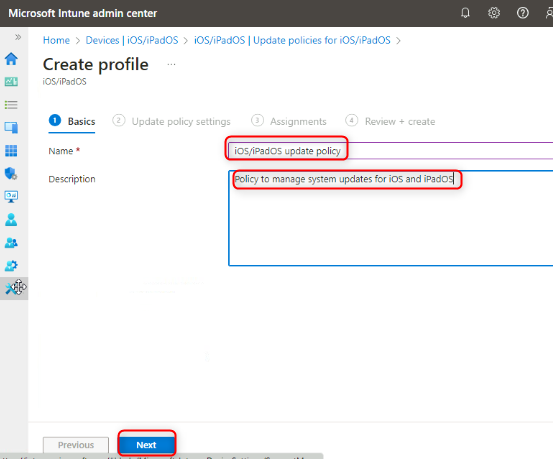 Microsoft Intune admin center
Home > Devices | iOS/iPadOS > iOS/iPadOS | Update policies for iOS/iPadOS >
Create profile ...
iOS/iPadOS
1 Basics 2 Update policy settings 3 Assignments 4 Review + create
Name * iOS/iPadOS update policy
Description Policy to manage system updates for iOS and iPadOS
Previous Next